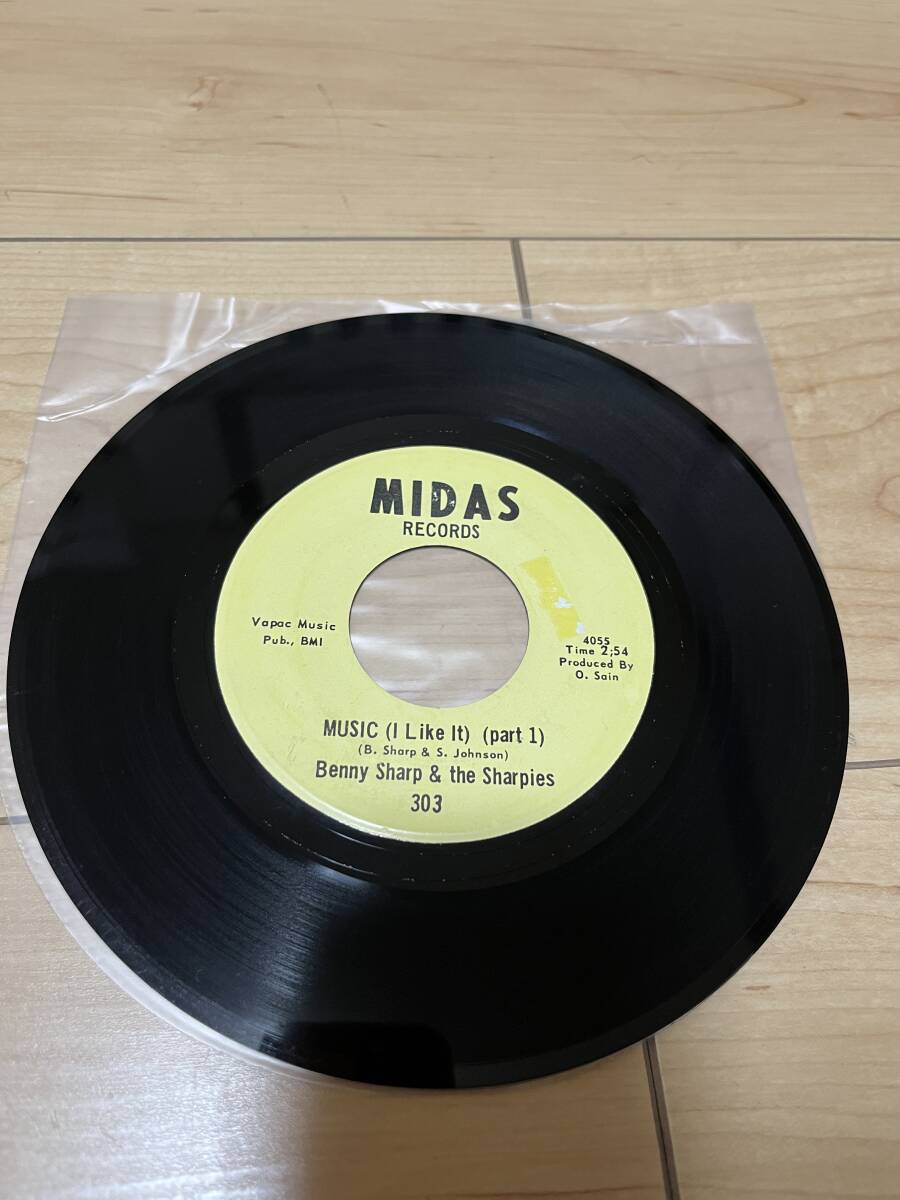 MIDAS
RECORDS
Vapac Music
Pub., BMI
4055
Time 2;54
Produced By
O. Sain
MUSIC (I Like It) (part 1)
(B. Sharp & S. Johnson)
Benny Sharp & the Sharpies
303